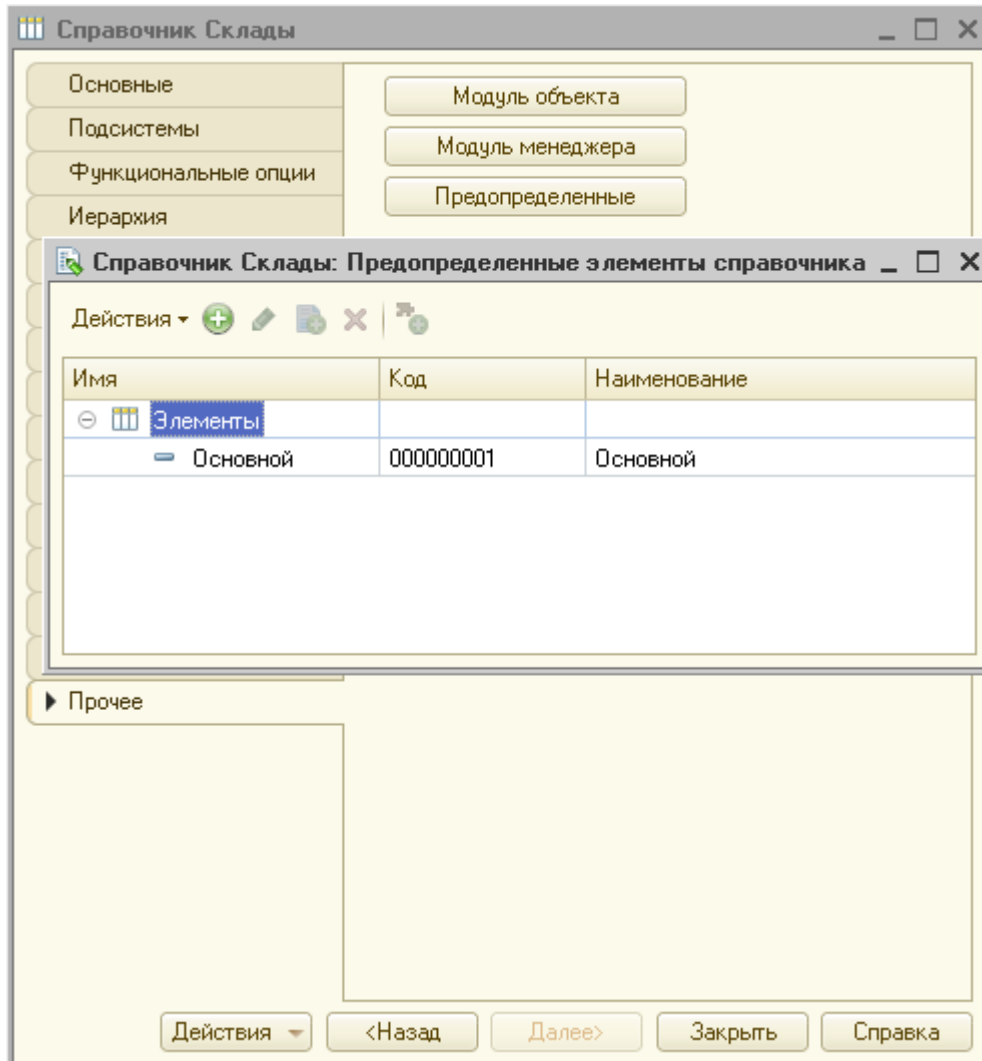 Справочник Склады
Основные
Подсистемы
Функциональные опции
Иерархия
Модуль объекта
Модуль менеджера
Предопределенные
Справочник Склады: Предопределенные элементы справочника
Действия
Имя Код Наименование
Элементы
Основной 000000001 Основной
Прочее
Действия <Назад Далее> Закрыть Справка